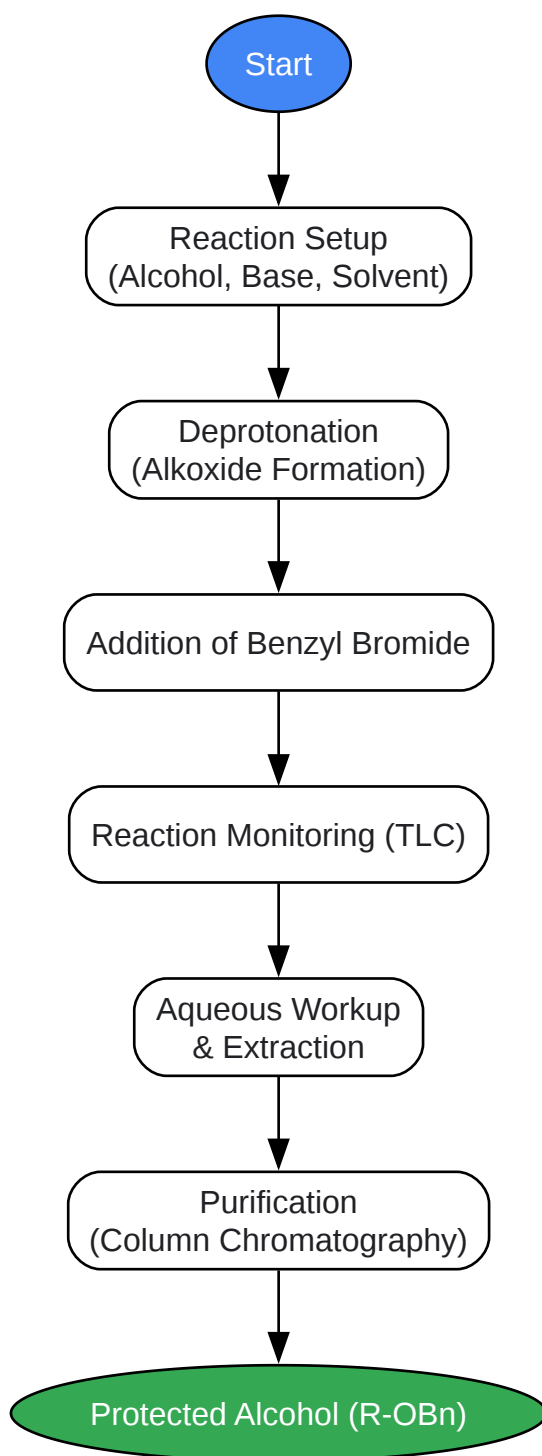 Start
Reaction Setup
(Alcohol, Base, Solvent)
Deprotonation
(Alkoxide Formation)
Addition of Benzyl Bromide
Reaction Monitoring (TLC)
Aqueous Workup
& Extraction
Purification
(Column Chromatography)
Protected Alcohol (R-OBn)